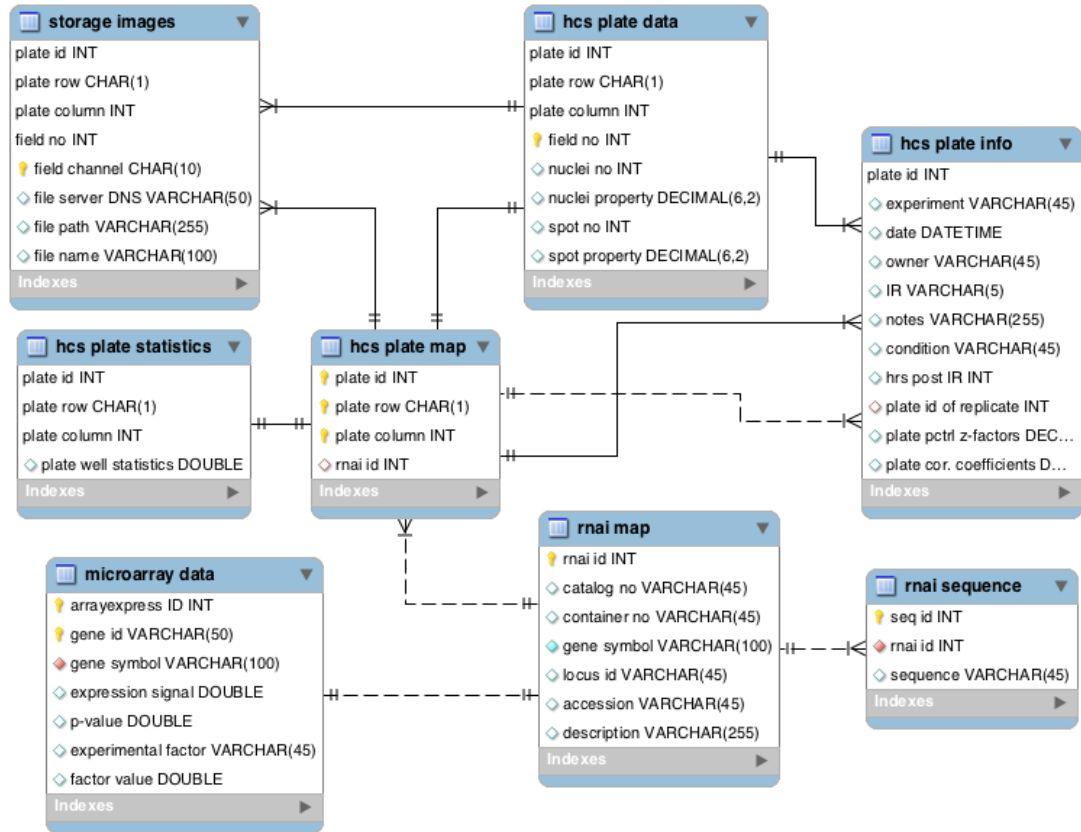 storage images
plate id INT
plate row CHAR(1)
plate column INT
field no INT
field channel CHAR(10)
file server DNS VARCHAR(50)
file path VARCHAR(255)
file name VARCHAR(100)
Indexes
hcs plate data
plate id INT
plate row CHAR(1)
plate column INT
field no INT
nuclei no INT
nuclei property DECIMAL(6,2)
spot no INT
spot property DECIMAL(6,2)
Indexes
hcs plate info
plate id INT
experiment VARCHAR(45)
date DATETIME
owner VARCHAR(45)
IR VARCHAR(5)
notes VARCHAR(255)
condition VARCHAR(45)
hrs post IR INT
plate id of replicate INT
plate pctrl z-factors DEC...
plate cor. coefficients D...
Indexes
hcs plate statistics
plate id INT
plate row CHAR(1)
plate column INT
plate well statistics DOUBLE
Indexes
hcs plate map
plate id INT
plate row CHAR(1)
plate column INT
rnai id INT
Indexes
microarray data
arrayexpress ID INT
gene id VARCHAR(50)
gene symbol VARCHAR(100)
expression signal DOUBLE
p-value DOUBLE
experimental factor VARCHAR(45)
factor value DOUBLE
Indexes
rnai map
rnai id INT
catalog no VARCHAR(45)
container no VARCHAR(45)
gene symbol VARCHAR(100)
locus id VARCHAR(45)
accession VARCHAR(45)
description VARCHAR(255)
Indexes
rnai sequence
seq id INT
rnai id INT
sequence VARCHAR(45)
Indexes